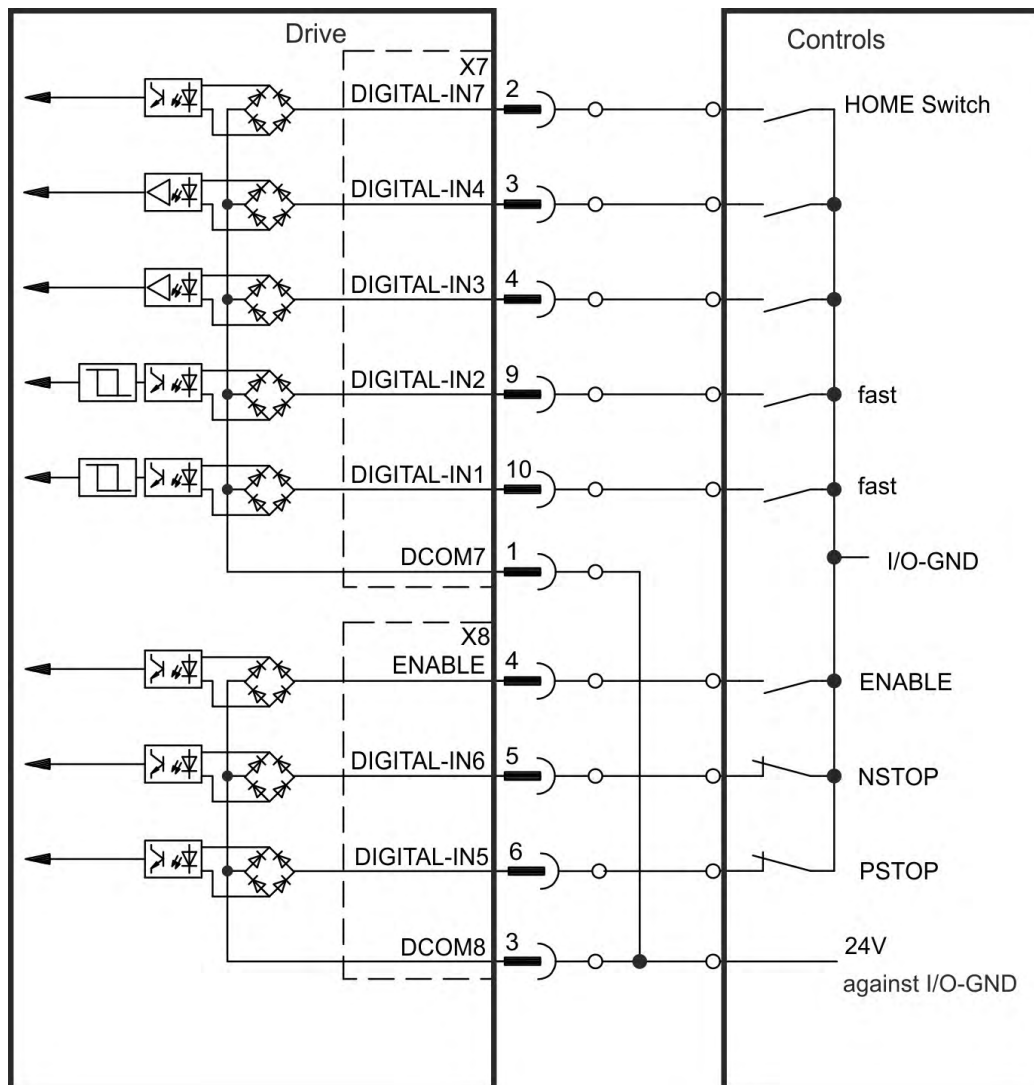 Drive
Controls
X7
DIGITAL-IN7
2
HOME Switch
DIGITAL-IN4
3
DIGITAL-IN3
4
DIGITAL-IN2
9
fast
DIGITAL-IN1
10
fast
DCOM7
1
I/O-GND
X8
ENABLE
4
ENABLE
DIGITAL-IN6
5
NSTOP
DIGITAL-IN5
6
PSTOP
DCOM8
3
24V
against I/O-GND